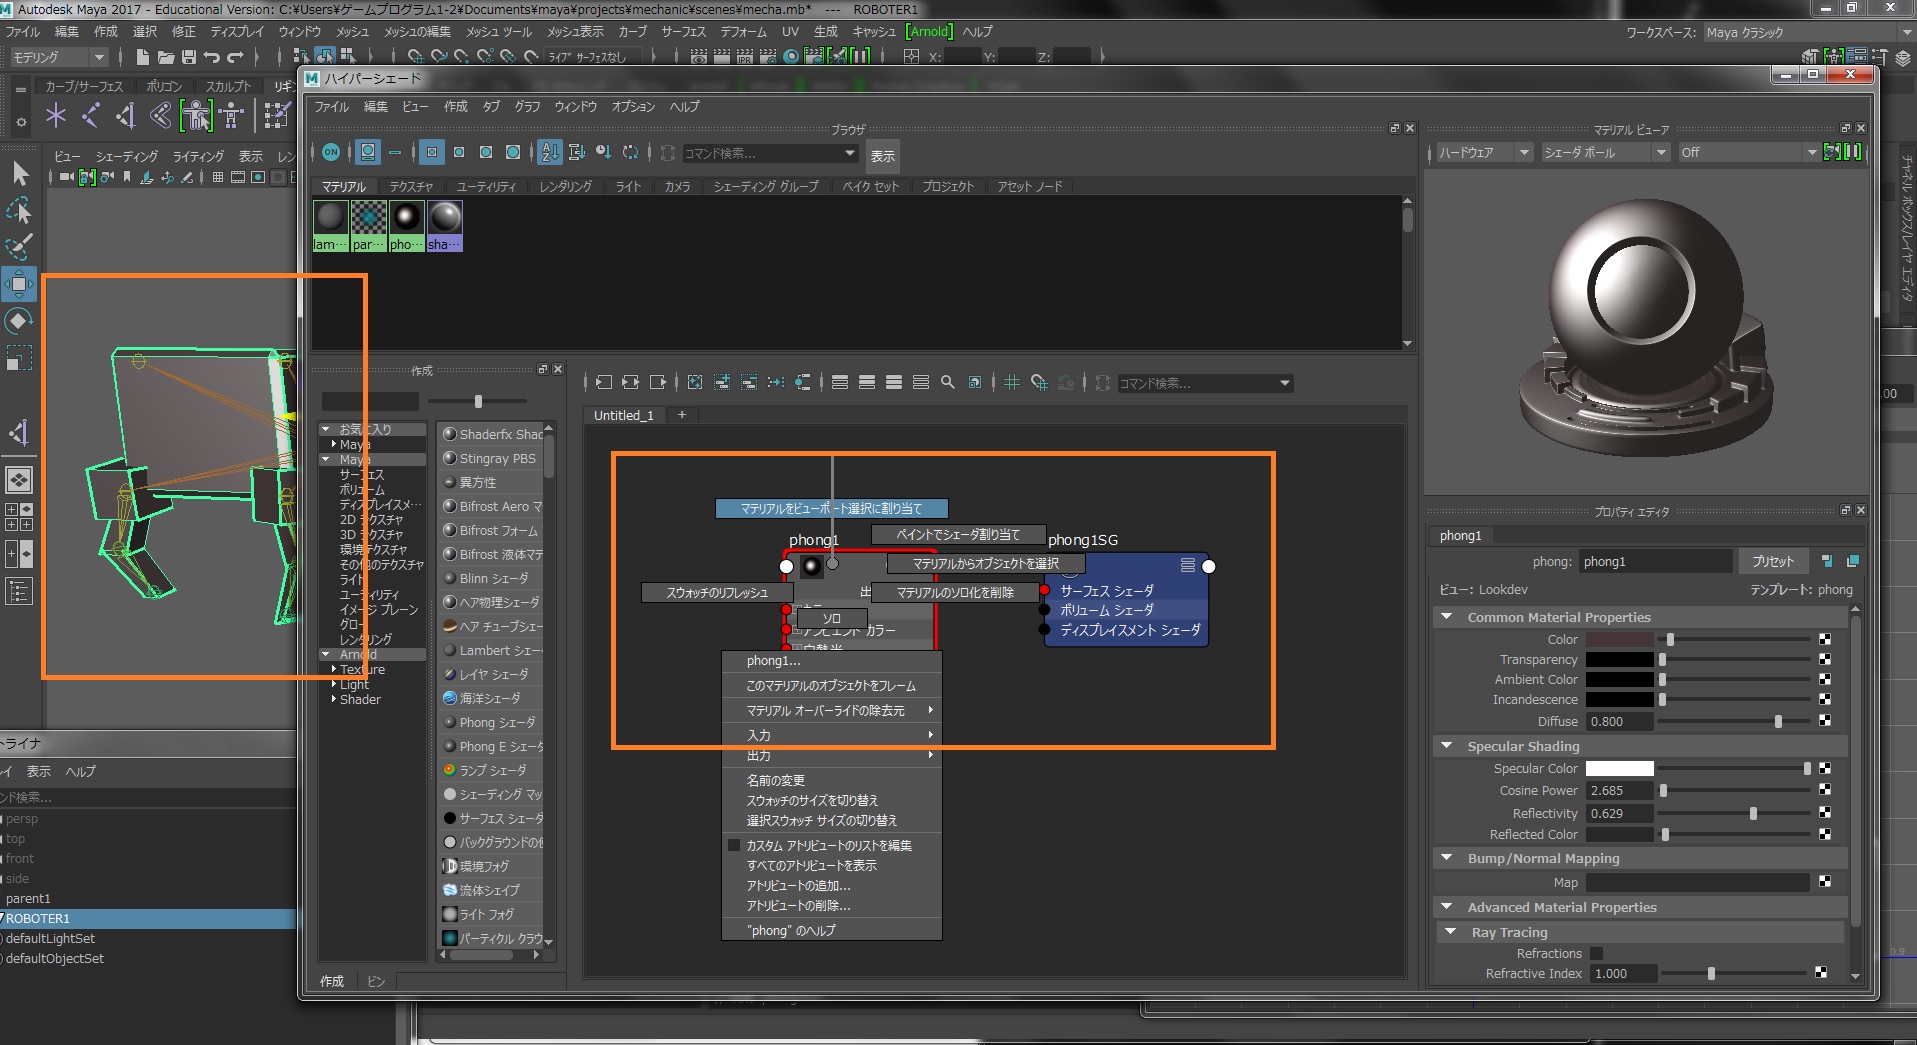 Autodesk Maya 2017 - Educational Version: C:¥Users¥ゲームプログラム1-2¥Documents¥maya¥projects¥mechanic¥scenes¥mecha.mb* --- ROBOTER1
ファイル 編集 作成 選択 修正 ディスプレイ ウィンドウ メッシュ メッシュの編集 メッシュ ツール メッシュ表示 カーブ サーフェス デフォーム UV 生成 キャッシュ [Arnold] ヘルプ
ワークスペース: Maya クラシック
モデリング
ライブ サーフェスなし
X: Y: Z:
カーブ/サーフェス ポリゴン スカルプト リギ
ビュー シェーディング ライティング 表示 レン
ハイパーシェード
ファイル 編集 ビュー 作成 タブ グラフ ウィンドウ オプション ヘルプ
ブラウザ
ON
コマンド検索...
表示
マテリアル テクスチャ ユーティリティ レンダリング ライト カメラ シェーディング グループ ベイク セット プロジェクト アセット ノード
lam··· par··· pho··· sha···
作成
お気に入り
Maya
Maya
サーフェス
ボリューム
ディスプレイスメ···
2D テクスチャ
3D テクスチャ
環境テクスチャ
その他のテクスチャ
ライト
ユーティリティ
イメージ プレーン
グロー
レンダリング
Arnold
Texture
Light
Shader
Shaderfx Shad
Stingray PBS
異方性
Bifrost Aero マ
Bifrost フォーム
Bifrost 液体マテ
Blinn シェーダ
ヘア物理シェーダ
ヘア チューブシェー
Lambert シェー
レイヤ シェーダ
海洋シェーダ
Phong シェーダ
Phong E シェーダ
ランプ シェーダ
シェーディング マッ
サーフェス シェーダ
バックグラウンドの使
環境フォグ
流体シェイプ
ライト フォグ
パーティクル クラウ
作成 ビン
コマンド検索...
Untitled_1 +
マテリアルをビューポート選択に割り当て
ペイントでシェーダ割り当て
phong1
phong1SG
マテリアルからオブジェクトを選択
スウォッチのリフレッシュ
マテリアルのソロ化を削除
ソロ
サーフェス シェーダ
ボリューム シェーダ
ディスプレイスメント シェーダ
アンビエント カラー
phong1...
このマテリアルのオブジェクトをフレーム
マテリアル オーバーライドの除去元
入力
出力
名前の変更
スウォッチのサイズを切り替え
選択スウォッチ サイズの切り替え
カスタム アトリビュートのリストを編集
すべてのアトリビュートを表示
アトリビュートの追加...
アトリビュートの削除...
"phong" のヘルプ
マテリアル ビューア
ハードウェア シェーダ ボール Off
プロパティ エディタ
phong1
phong: phong1 プリセット
ビュー: Lookdev テンプレート: phong
Common Material Properties
Color
Transparency
Ambient Color
Incandescence
Diffuse 0.800
Specular Shading
Specular Color
Cosine Power 2.685
Reflectivity 0.629
Reflected Color
Bump/Normal Mapping
Map
Advanced Material Properties
Ray Tracing
Refractions
Refractive Index 1.000
チャネル ボックス/レイヤ エディタ
.00
0.9
トライナ
イ 表示 ヘルプ
ンド検索...
persp
top
front
side
parent1
ROBOTER1
defaultLightSet
defaultObjectSet